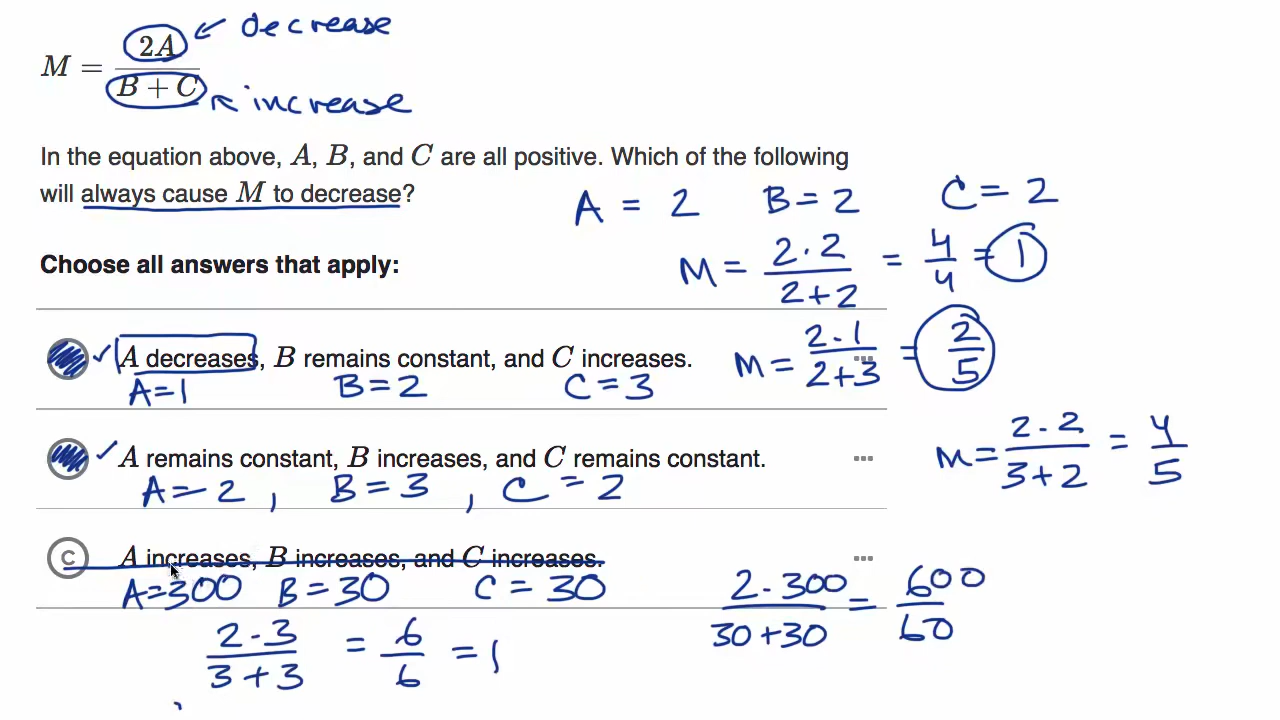 decrease
M = 2A / B + C
increase
In the equation above, A, B, and C are all positive. Which of the following
will always cause M to decrease?
A = 2 B = 2 C = 2
M = 2 · 2 / 2 + 2 = 4 / 4 = 1
Choose all answers that apply:
✓ A decreases, B remains constant, and C increases.
A = 1 B = 2 C = 3
M = 2 · 1 / 2 + 3 = 2 / 5
✓ A remains constant, B increases, and C remains constant.
A = 2 , B = 3 , C = 2
M = 2 · 2 / 3 + 2 = 4 / 5
C A increases, B increases, and C increases.
A = 300 B = 30 C = 30
2 · 300 / 30 + 30 = 600 / 60
2 · 3 / 3 + 3 = 6 / 6 = 1